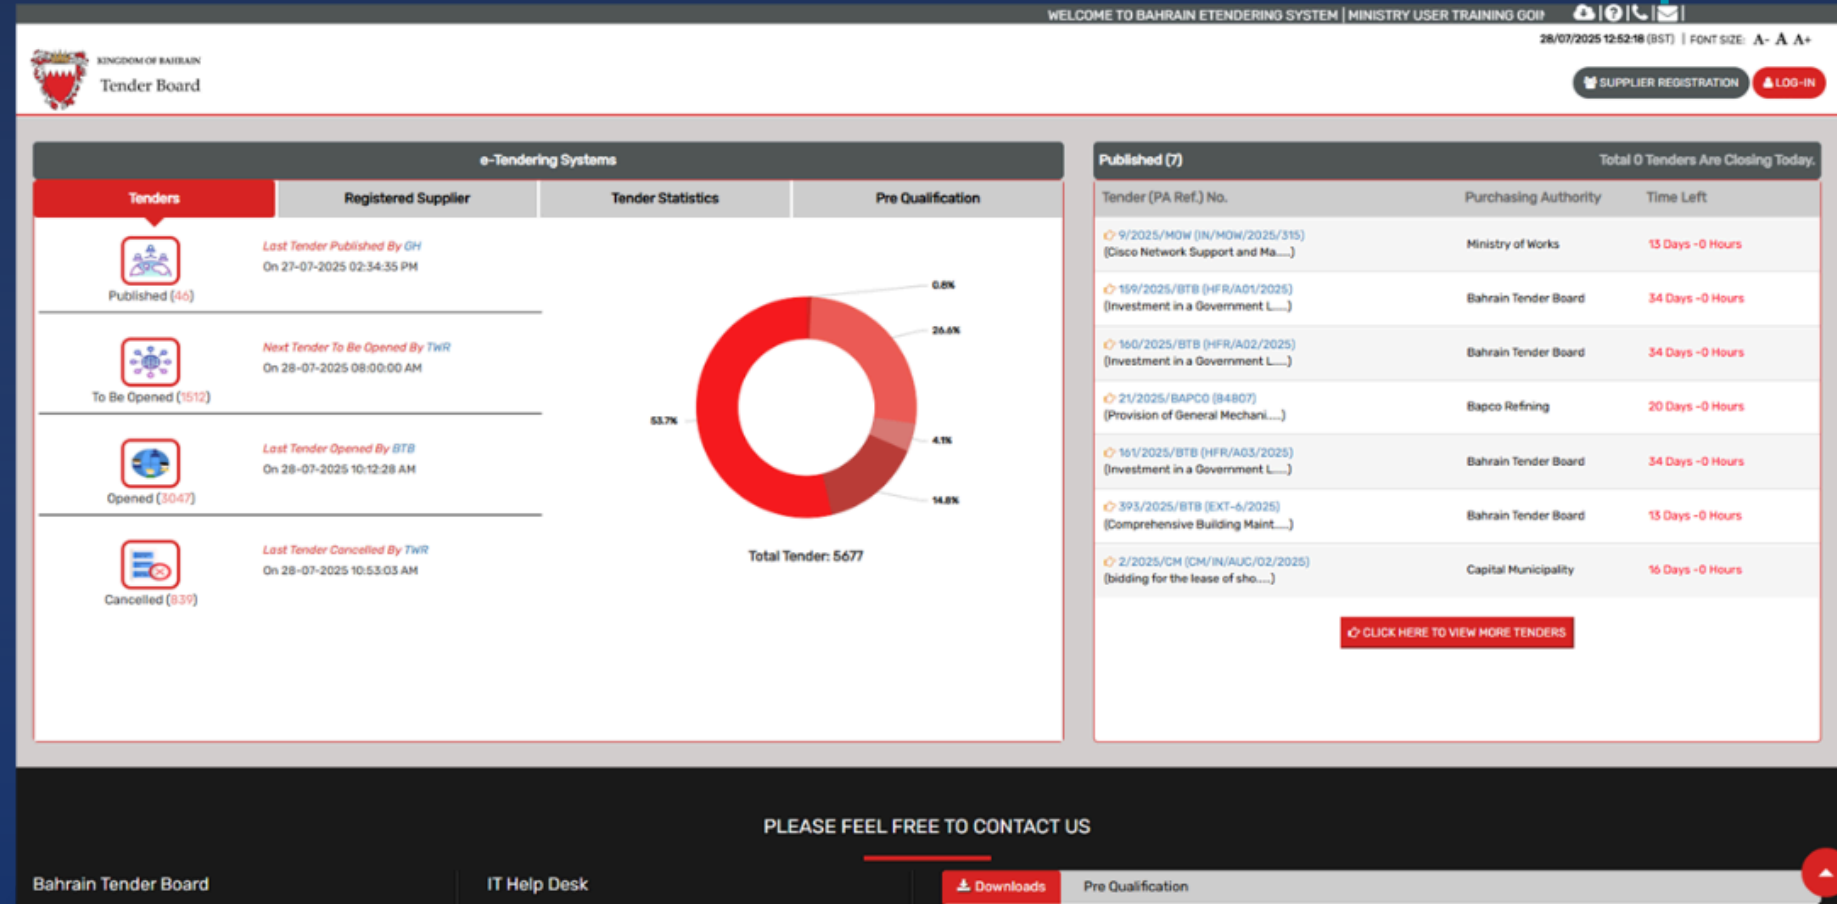 WELCOME TO BAHRAIN ETENDERING SYSTEM | MINISTRY USER TRAINING GOIN
28/07/2025 12:52:18 (BST) | FONT SIZE: A- A A+
KINGDOM OF BAHRAIN
Tender Board
SUPPLIER REGISTRATION
LOG-IN
e-Tendering Systems
Tenders
Registered Supplier
Tender Statistics
Pre Qualification
Last Tender Published By GH
On 27-07-2025 02:34:35 PM
Published (46)
Next Tender To Be Opened By TWR
On 28-07-2025 08:00:00 AM
To Be Opened (1512)
Last Tender Opened By BTB
On 28-07-2025 10:12:28 AM
Opened (3047)
Last Tender Cancelled By TWR
On 28-07-2025 10:53:03 AM
Cancelled (839)
0.8%
26.6%
53.7%
4.1%
14.8%
Total Tender: 5677
Published (7)
Total 0 Tenders Are Closing Today.
Tender (PA Ref.) No. Purchasing Authority Time Left
9/2025/MOW (IN/MOW/2025/315)
(Cisco Network Support and Ma.....)
Ministry of Works
13 Days -0 Hours
159/2025/BTB (HFR/A01/2025)
(Investment in a Government L.....)
Bahrain Tender Board
34 Days -0 Hours
160/2025/BTB (HFR/A02/2025)
(Investment in a Government L.....)
Bahrain Tender Board
34 Days -0 Hours
21/2025/BAPCO (84807)
(Provision of General Mechani.....)
Bapco Refining
20 Days -0 Hours
161/2025/BTB (HFR/A03/2025)
(Investment in a Government L.....)
Bahrain Tender Board
34 Days -0 Hours
393/2025/BTB (EXT-6/2025)
(Comprehensive Building Maint.....)
Bahrain Tender Board
13 Days -0 Hours
2/2025/CM (CM/IN/AUC/02/2025)
(bidding for the lease of sho.....)
Capital Municipality
16 Days -0 Hours
CLICK HERE TO VIEW MORE TENDERS
PLEASE FEEL FREE TO CONTACT US
Bahrain Tender Board
IT Help Desk
Downloads
Pre Qualification